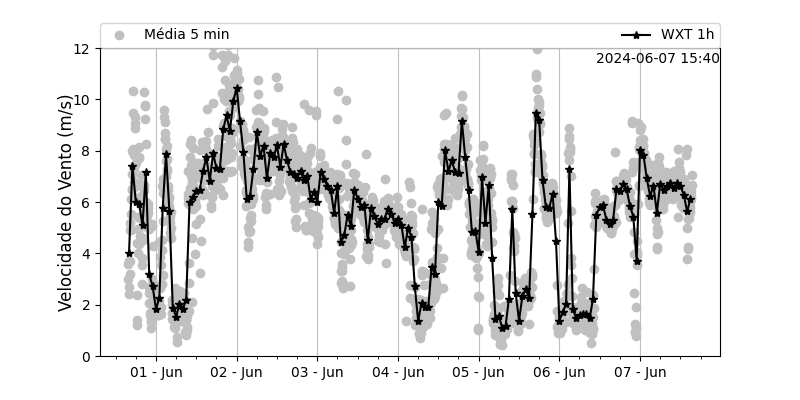 Média 5 min
WXT 1h
2024-06-07 15:40
Velocidade do Vento (m/s)
12
10
8
6
4
2
0
01 - Jun
02 - Jun
03 - Jun
04 - Jun
05 - Jun
06 - Jun
07 - Jun